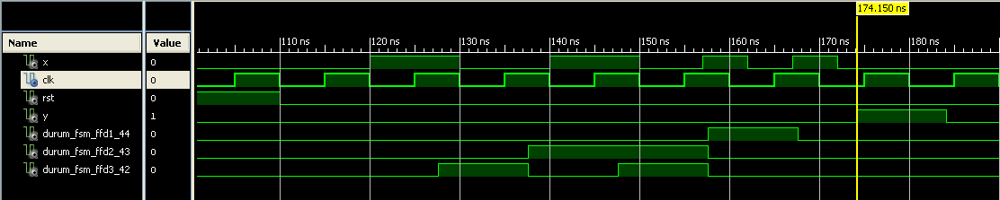 174.150 ns
Name Value 110 ns 120 ns 130 ns 140 ns 150 ns 160 ns 170 ns 180 ns
x 0
clk 0
rst 0
y 1
durum_fsm_ffd1_44 0
durum_fsm_ffd2_43 0
durum_fsm_ffd3_42 0